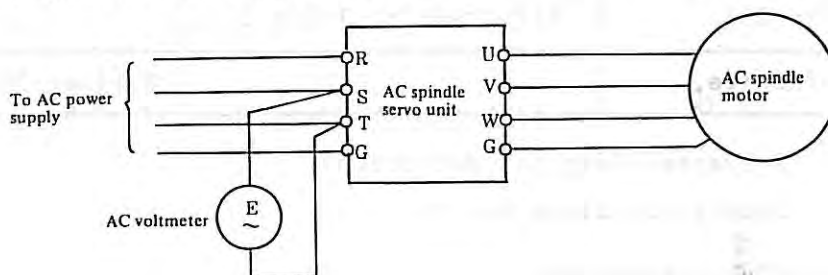 To AC power
supply
R
S
T
G
AC spindle
servo unit
U
V
W
G
AC spindle
motor
AC voltmeter
E
~